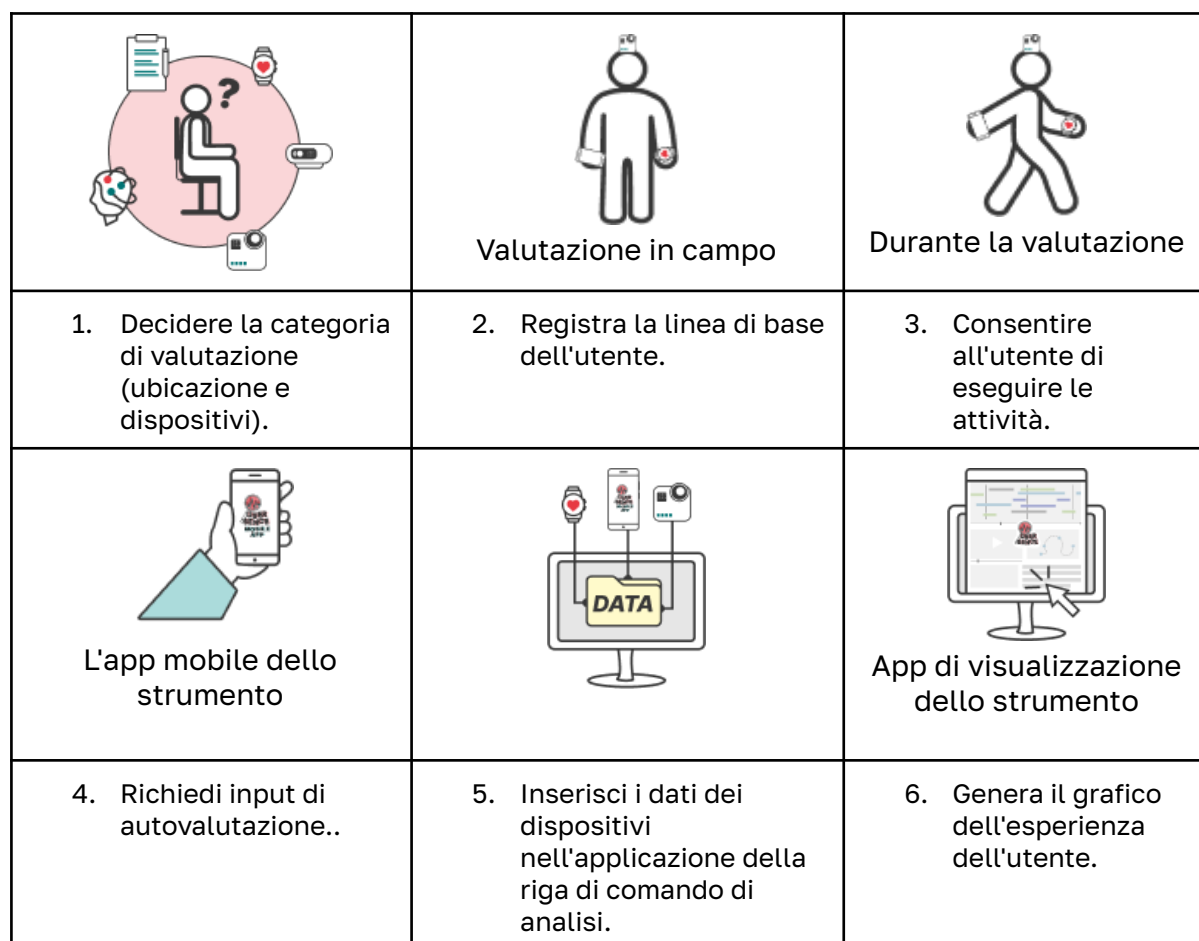 ?
Valutazione in campo
Durante la valutazione
1. Decidere la categoria
di valutazione
(ubicazione e
dispositivi).
2. Registra la linea di base
dell'utente.
3. Consentire
all'utente di
eseguire le
attività.
L'app mobile dello
strumento
DATA
App di visualizzazione
dello strumento
4. Richiedi input di
autovalutazione..
5. Inserisci i dati dei
dispositivi
nell'applicazione della
riga di comando di
analisi.
6. Genera il grafico
dell'esperienza
dell'utente.